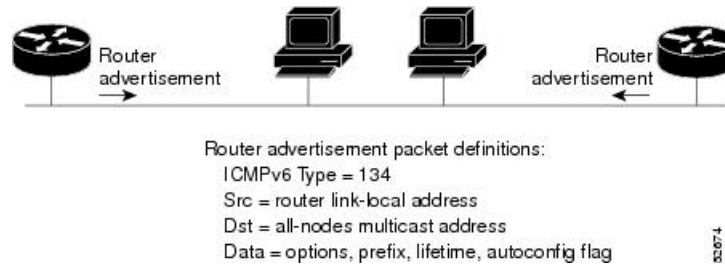 Router
advertisement
Router
advertisement
Router advertisement packet definitions:
ICMPv6 Type = 134
Src = router link-local address
Dst = all-nodes multicast address
Data = options, prefix, lifetime, autoconfig flag
52674